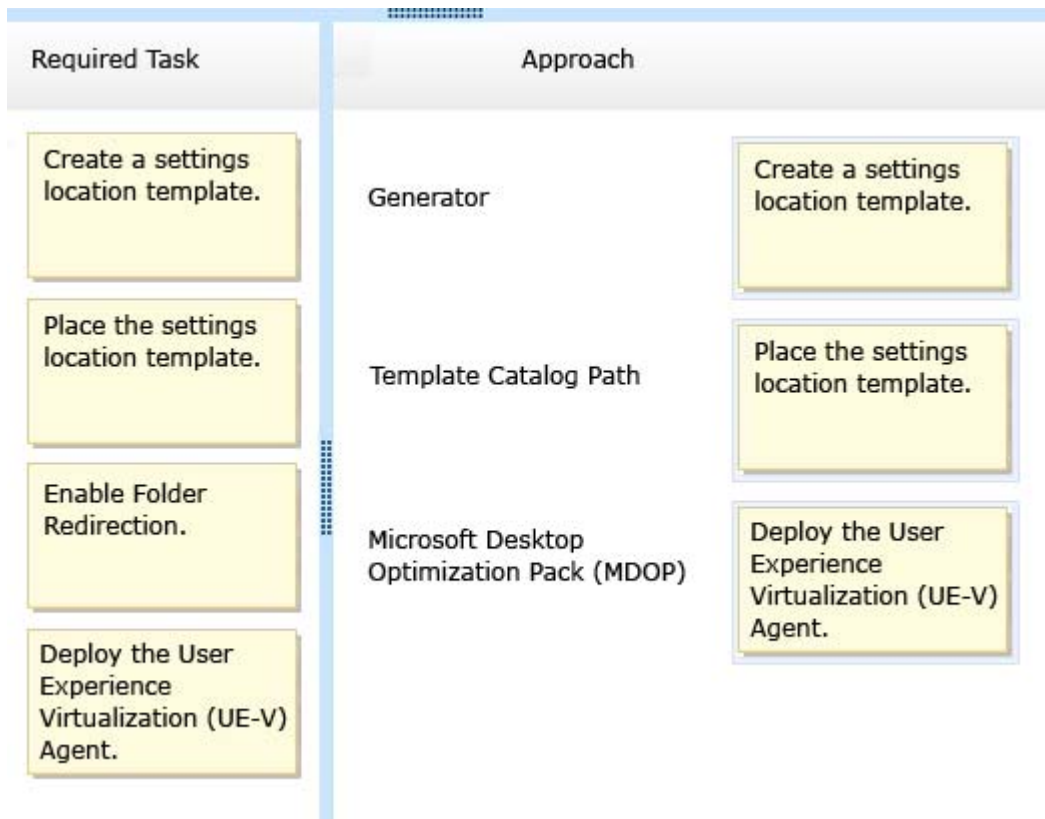 Required Task
Approach
Create a settings
location template.
Place the settings
location template.
Enable Folder
Redirection.
Deploy the User
Experience
Virtualization (UE-V)
Agent.
Generator
Create a settings
location template.
Template Catalog Path
Place the settings
location template.
Microsoft Desktop
Optimization Pack (MDOP)
Deploy the User
Experience
Virtualization (UE-V)
Agent.